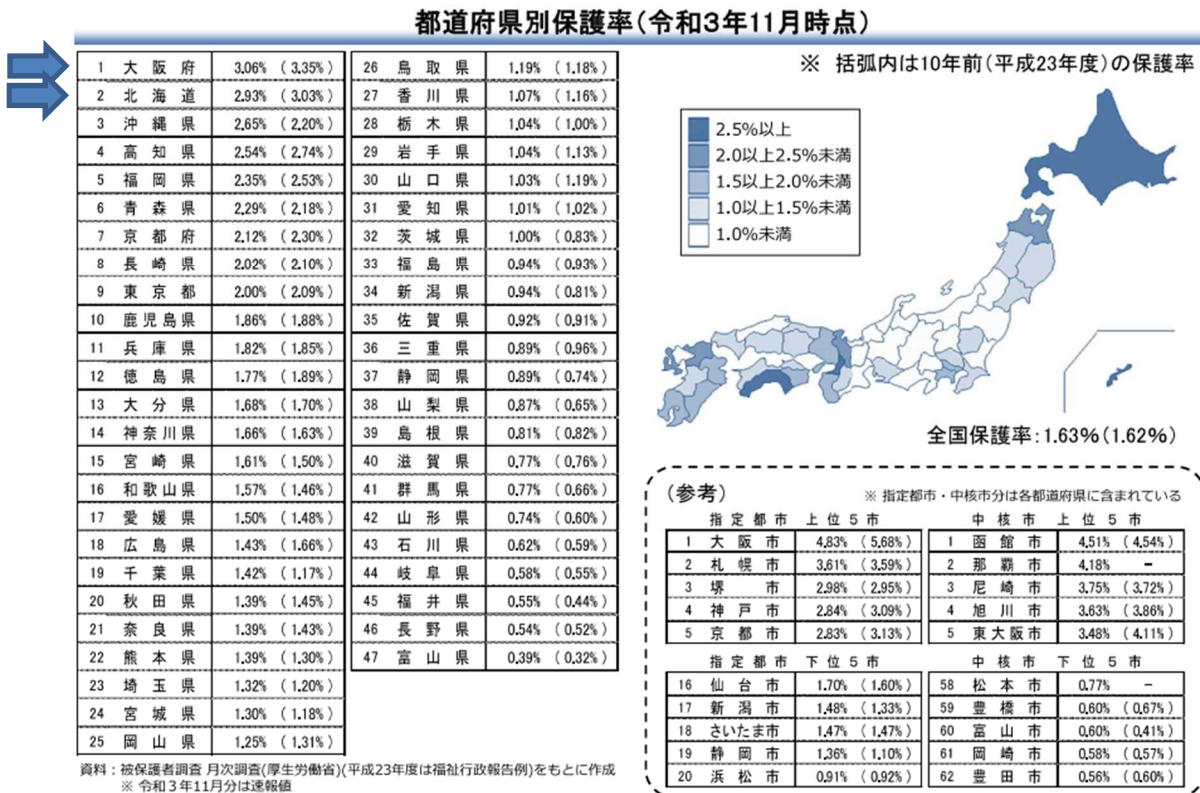 都道府県別保護率(令和3年11月時点)
※ 括弧内は10年前(平成23年度)の保護率
1 大阪府 3.06% (3.35%)
2 北海道 2.93% (3.03%)
3 沖縄県 2.65% (2.20%)
4 高知県 2.54% (2.74%)
5 福岡県 2.35% (2.53%)
6 青森県 2.29% (2.18%)
7 京都府 2.12% (2.30%)
8 長崎県 2.02% (2.10%)
9 東京都 2.00% (2.09%)
10 鹿児島県 1.86% (1.88%)
11 兵庫県 1.82% (1.85%)
12 徳島県 1.77% (1.89%)
13 大分県 1.68% (1.70%)
14 神奈川県 1.66% (1.63%)
15 宮崎県 1.61% (1.50%)
16 和歌山県 1.57% (1.46%)
17 愛媛県 1.50% (1.48%)
18 広島県 1.43% (1.66%)
19 千葉県 1.42% (1.17%)
20 秋田県 1.39% (1.45%)
21 奈良県 1.39% (1.43%)
22 熊本県 1.39% (1.30%)
23 埼玉県 1.32% (1.20%)
24 宮城県 1.30% (1.18%)
25 岡山県 1.25% (1.31%)
26 鳥取県 1.19% (1.18%)
27 香川県 1.07% (1.16%)
28 栃木県 1.04% (1.00%)
29 岩手県 1.04% (1.13%)
30 山口県 1.03% (1.19%)
31 愛知県 1.01% (1.02%)
32 茨城県 1.00% (0.83%)
33 福島県 0.94% (0.93%)
34 新潟県 0.94% (0.81%)
35 佐賀県 0.92% (0.91%)
36 三重県 0.89% (0.96%)
37 静岡県 0.89% (0.74%)
38 山梨県 0.87% (0.65%)
39 島根県 0.81% (0.82%)
40 滋賀県 0.77% (0.76%)
41 群馬県 0.77% (0.66%)
42 山形県 0.74% (0.60%)
43 石川県 0.62% (0.59%)
44 岐阜県 0.58% (0.55%)
45 福井県 0.55% (0.44%)
46 長野県 0.54% (0.52%)
47 富山県 0.39% (0.32%)
2.5%以上
2.0以上2.5%未満
1.5以上2.0%未満
1.0以上1.5%未満
1.0%未満
全国保護率:1.63%(1.62%)
(参考)
※ 指定都市・中核市分は各都道府県に含まれている
指定都市 上位5市
1 大阪市 4.83% (5.68%)
2 札幌市 3.61% (3.59%)
3 堺市 2.98% (2.95%)
4 神戸市 2.84% (3.09%)
5 京都市 2.83% (3.13%)
中核市 上位5市
1 函館市 4.51% (4.54%)
2 那覇市 4.18% −
3 尼崎市 3.75% (3.72%)
4 旭川市 3.63% (3.86%)
5 東大阪市 3.48% (4.11%)
指定都市 下位5市
16 仙台市 1.70% (1.60%)
17 新潟市 1.48% (1.33%)
18 さいたま市 1.47% (1.47%)
19 静岡市 1.36% (1.10%)
20 浜松市 0.91% (0.92%)
中核市 下位5市
58 松本市 0.77% −
59 豊橋市 0.60% (0.67%)
60 富山市 0.60% (0.41%)
61 岡崎市 0.58% (0.57%)
62 豊田市 0.56% (0.60%)
資料:被保護者調査 月次調査(厚生労働省)(平成23年度は福祉行政報告例)をもとに作成
※ 令和3年11月分は速報値